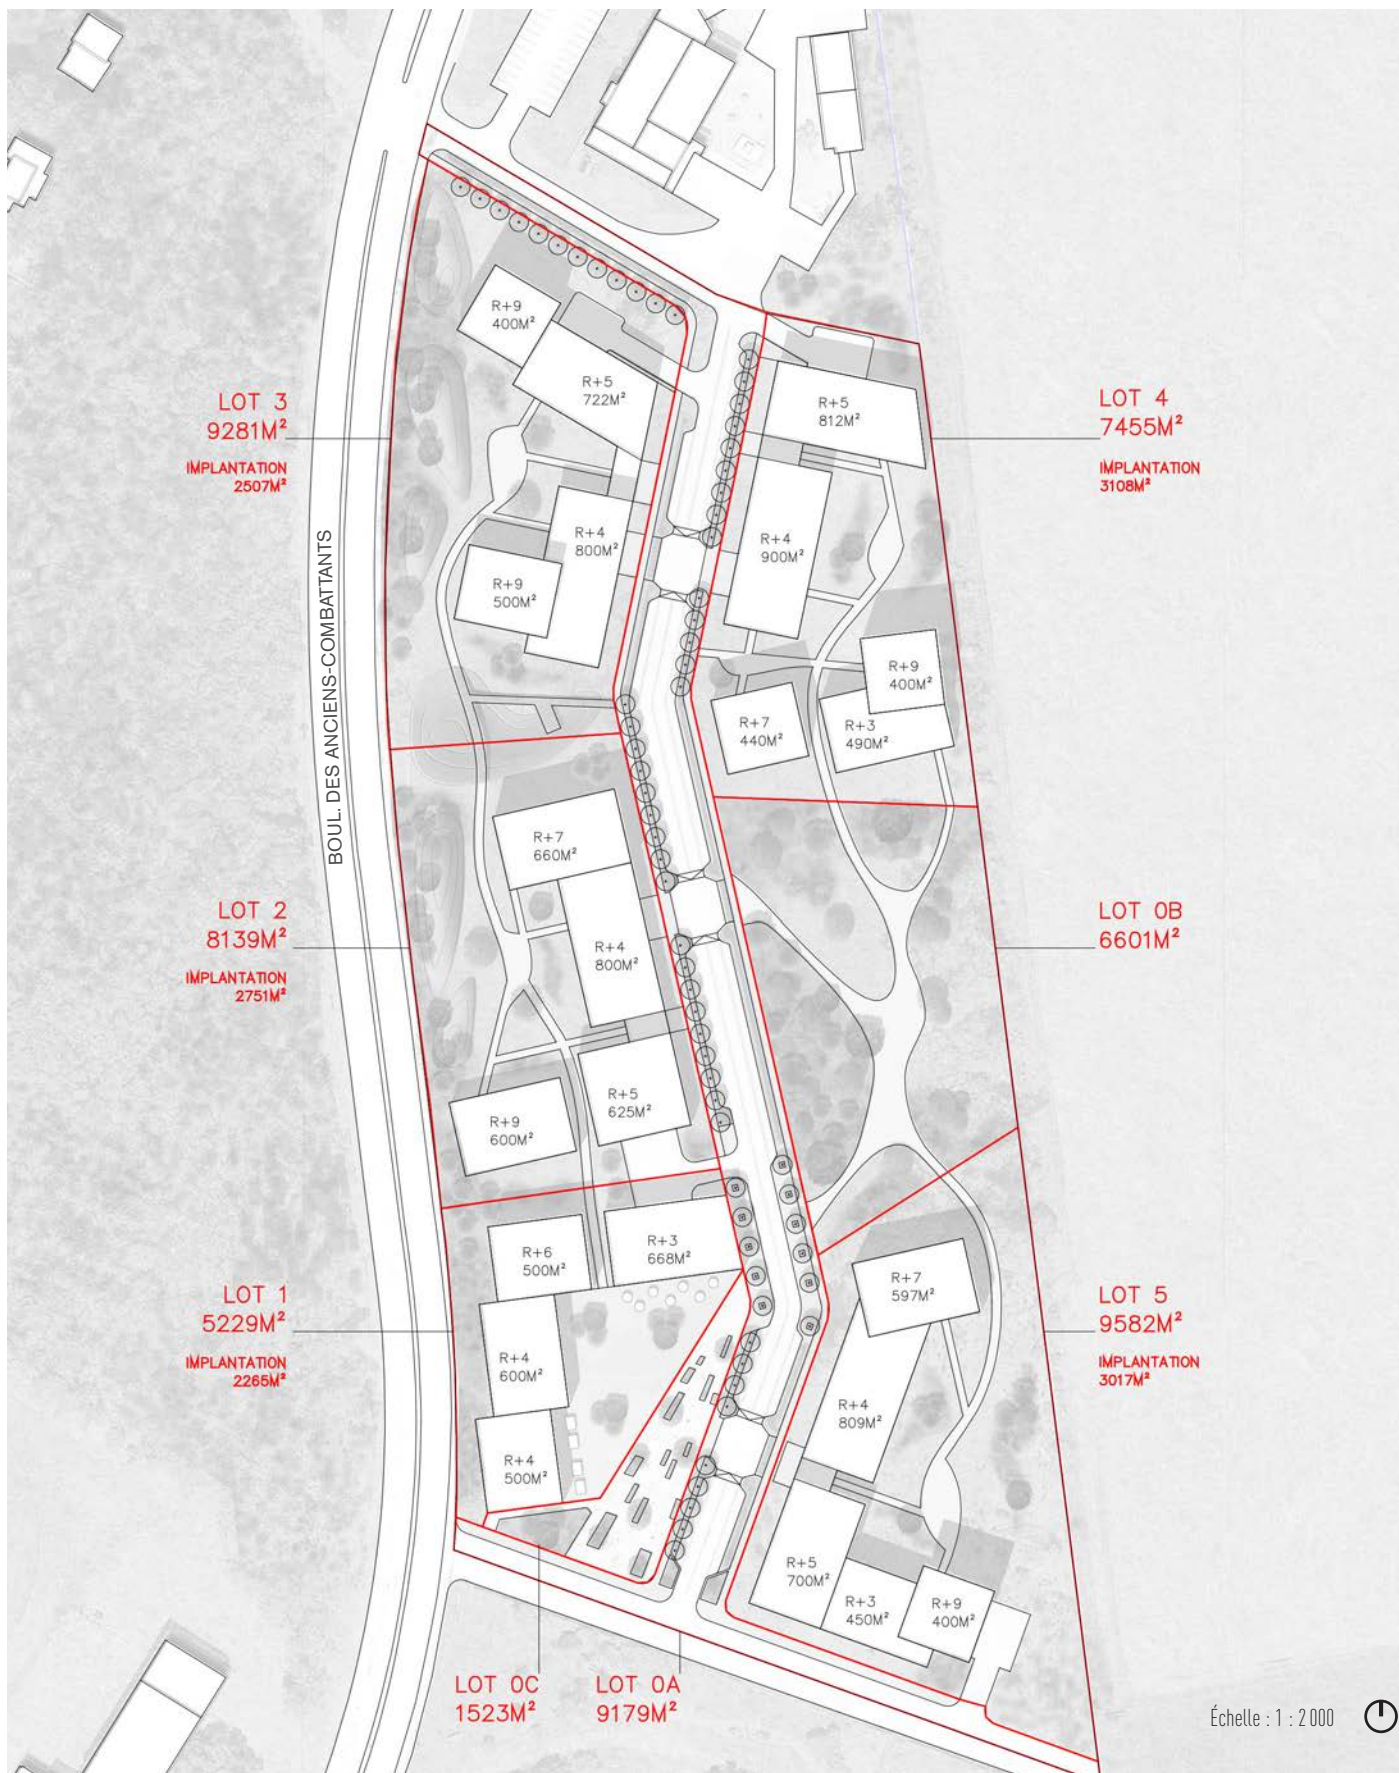 R+9
400M²
R+5
722M²
R+5
812M²
LOT 3
9281M²
IMPLANTATION
2507M²
LOT 4
7455M²
IMPLANTATION
3108M²
R+4
800M²
R+4
900M²
R+9
500M²
BOUL. DES ANCIENS-COMBATTANTS
R+9
400M²
R+7
440M²
R+3
490M²
R+7
660M²
LOT 2
8139M²
IMPLANTATION
2751M²
R+4
800M²
LOT 0B
6601M²
R+5
625M²
R+9
600M²
R+6
500M²
R+3
668M²
R+7
597M²
LOT 1
5229M²
IMPLANTATION
2265M²
LOT 5
9582M²
IMPLANTATION
3017M²
R+4
600M²
R+4
809M²
R+4
500M²
R+5
700M²
R+3
450M²
R+9
400M²
LOT 0C
1523M²
LOT 0A
9179M²
Échelle : 1 : 2 000